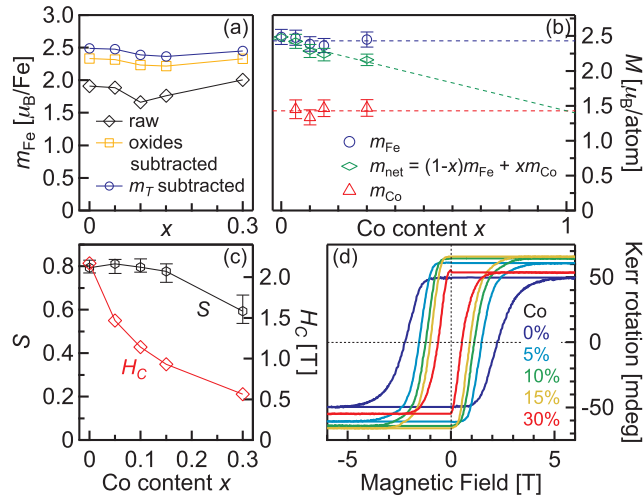 (a)
3.0
2.5
2.0
1.5
1.0
0.5
0
m_Fe [μ_B/Fe]
raw
oxides
subtracted
m_T subtracted
0
x
0.3
(b)
2.5
2.0
1.5
1.0
0.5
0
M [μ_B/atom]
m_Fe
m_net = (1-x)m_Fe + xm_Co
m_Co
0
Co content x
1
(c)
0.8
0.6
0.4
0.2
0
S
S
H_C
2.0
1.5
1.0
0.5
0
H_C [T]
0
0.1
0.2
0.3
Co content x
(d)
Co
0%
5%
10%
15%
30%
50
0
-50
Kerr rotation [mdeg]
-5
0
5
Magnetic Field [T]